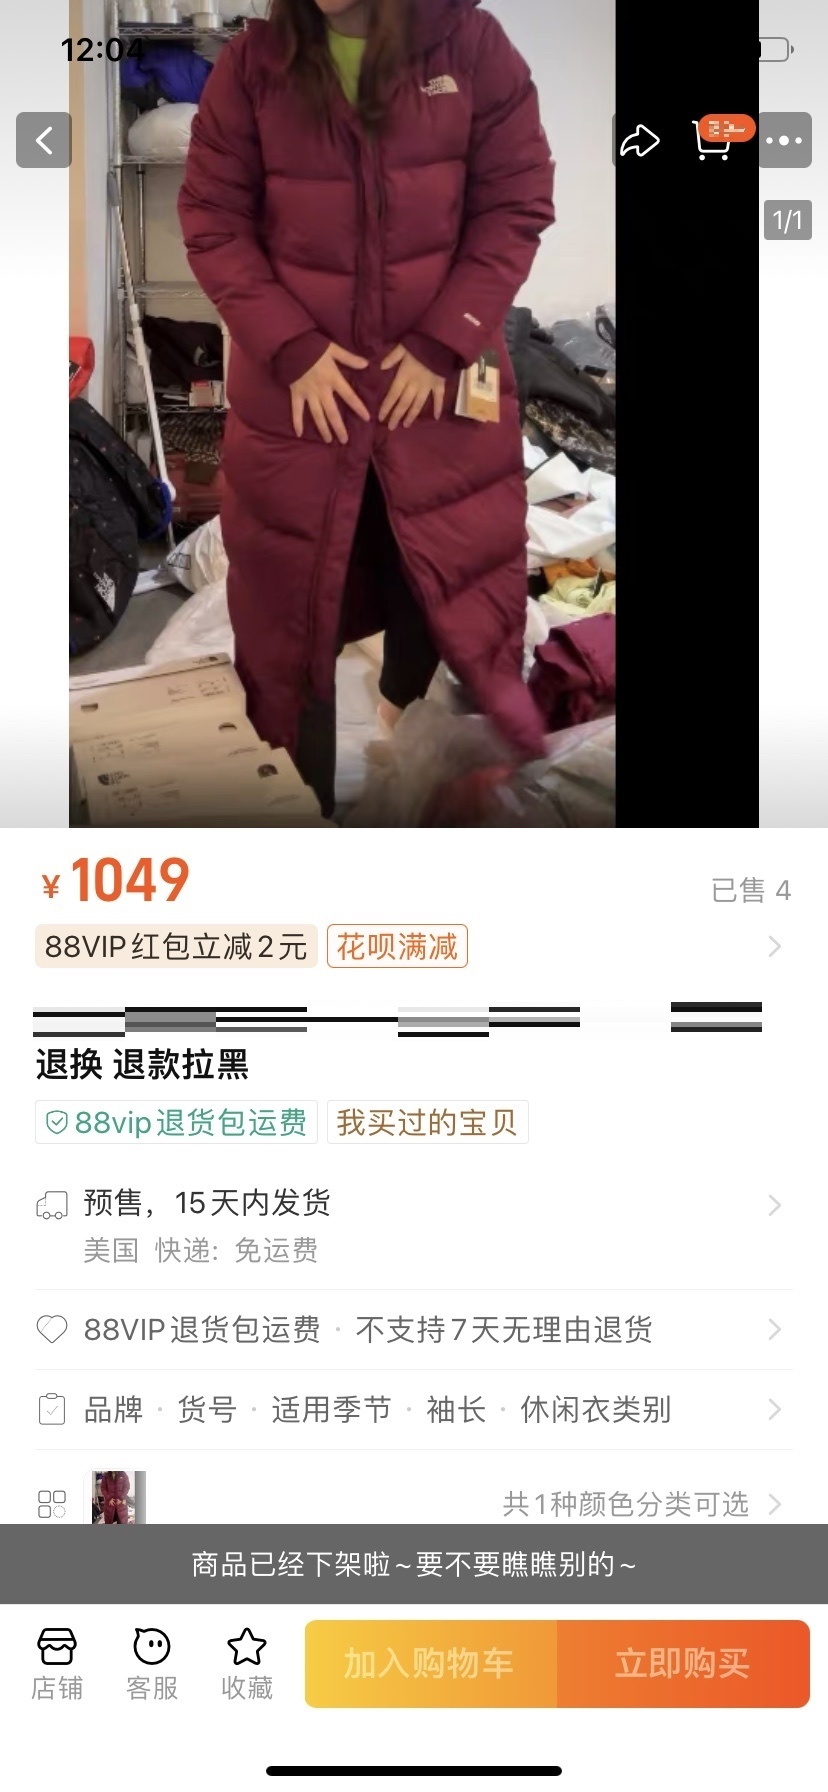 12:04
1/1
¥1049
已售 4
88VIP红包立减2元
花呗满减
退换 退款拉黑
88vip退货包运费
我买过的宝贝
预售，15天内发货
美国 快递: 免运费
88VIP退货包运费 · 不支持7天无理由退货
品牌 · 货号 · 适用季节 · 袖长 · 休闲衣类别
共1种颜色分类可选
商品已经下架啦~要不要瞧瞧别的~
店铺
客服
收藏
加入购物车
立即购买